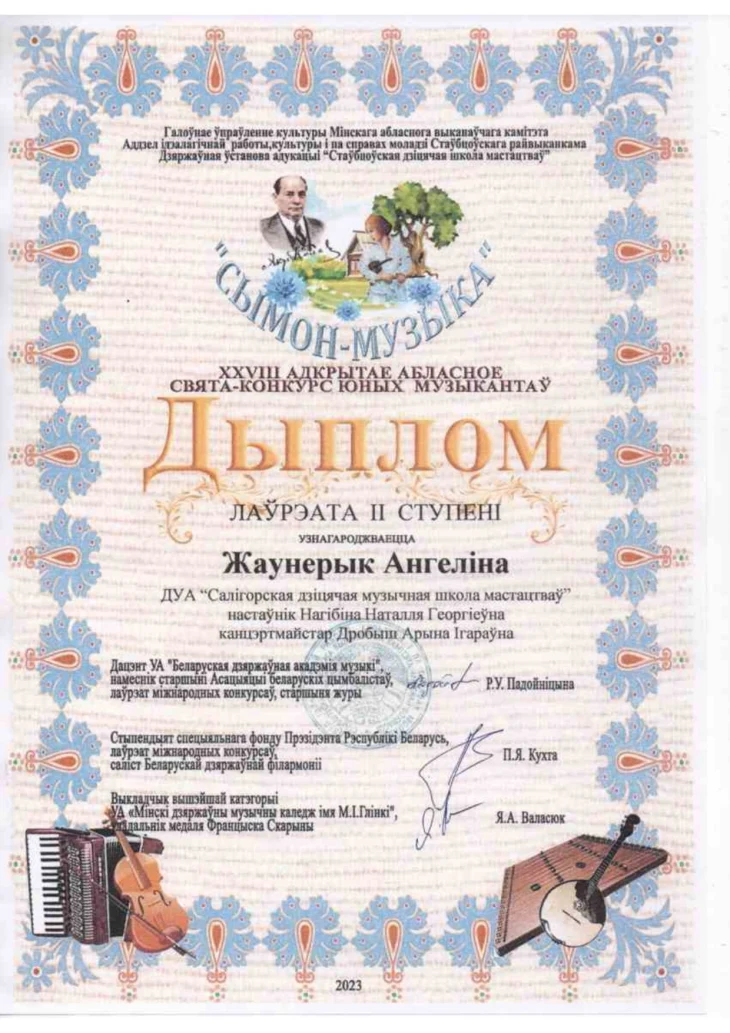 Галоўнае ўпраўленне культуры Мінскага абласнога выканаўчага камітэта
Аддзел ідэалагічнай работы,культуры і па справах моладзі Стаўбцоўскага райвыканкама
Дзяржаўная ўстанова адукацыі “Стаўбцоўская дзіцячая школа мастацтваў”
"СЫМОН-МУЗЫКА"
XXVIII АДКРЫТАЕ АБЛАСНОЕ
СВЯТА-КОНКУРС ЮНЫХ МУЗЫКАНТАЎ
Дыплом
ЛАЎРЭАТА II СТУПЕНІ
УЗНАГАРОДЖВАЕЦЦА
Жаунерык Ангеліна
ДУА “Салігорская дзіцячая музычная школа мастацтваў”
настаўнік Нагібіна Наталля Георгіеўна
канцэртмайстар Дробыш Арына Ігараўна
Дацэнт УА "Беларуская дзяржаўная акадэмія музыкі",
намеснік старшыні Асацыяцыі беларускіх цымбалістаў,
лаўрэат міжнародных конкурсаў, старшыня журы
Р.У. Падойніцына
Стыпендыят спецыяльнага фонду Прэзідэнта Рэспублікі Беларусь,
лаўрэат міжнародных конкурсаў,
саліст Беларускай дзяржаўнай філармоніі
П.Я. Кухта
Выкладчык вышэйшай катэгорыі
УА «Мінскі дзяржаўны музычны каледж імя М.І.Глінкі",
уладальнік медаля Францыска Скарыны
Я.А. Валасюк
2023